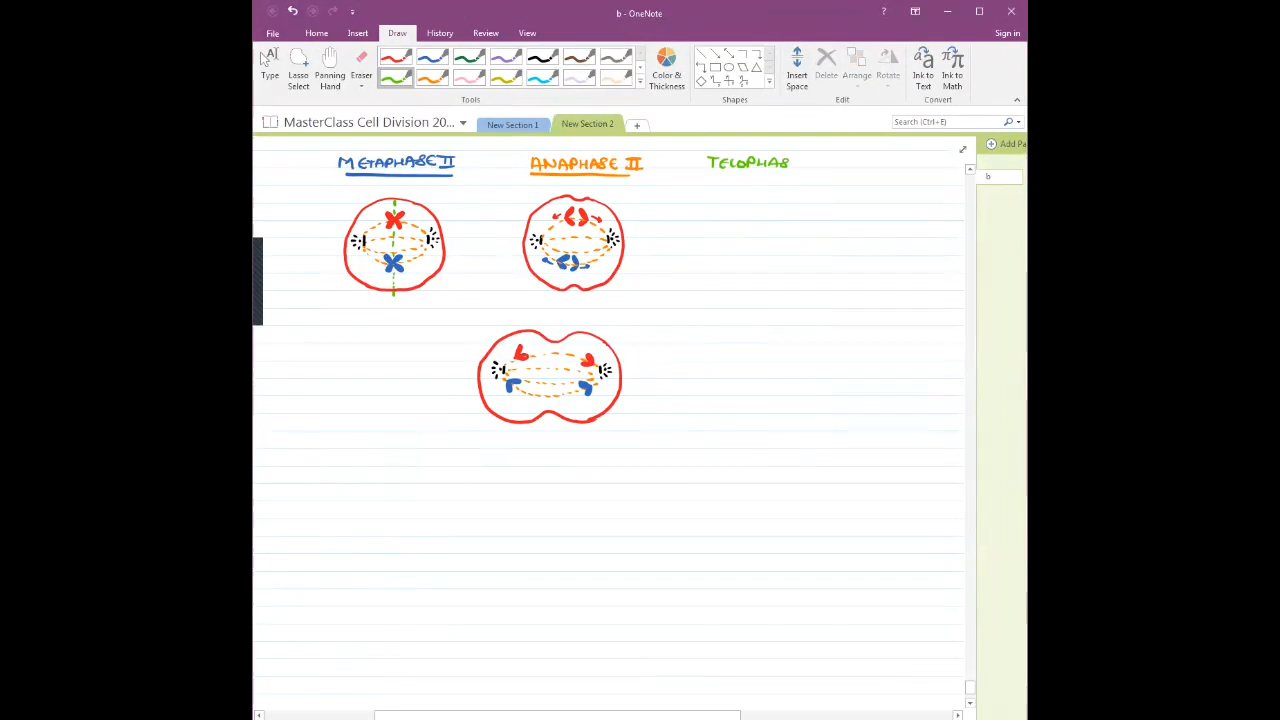 b - OneNote
?
File Home Insert Draw History Review View Sign in
Type Lasso Select Panning Hand Eraser Color & Thickness Insert Space Delete Arrange Rotate Ink to Text Ink to Math
Tools Shapes Edit Convert
MasterClass Cell Division 20... New Section 1 New Section 2 + Search (Ctrl+E)
Add Pa
b
METAPHASE II ANAPHASE II TELOPHAS